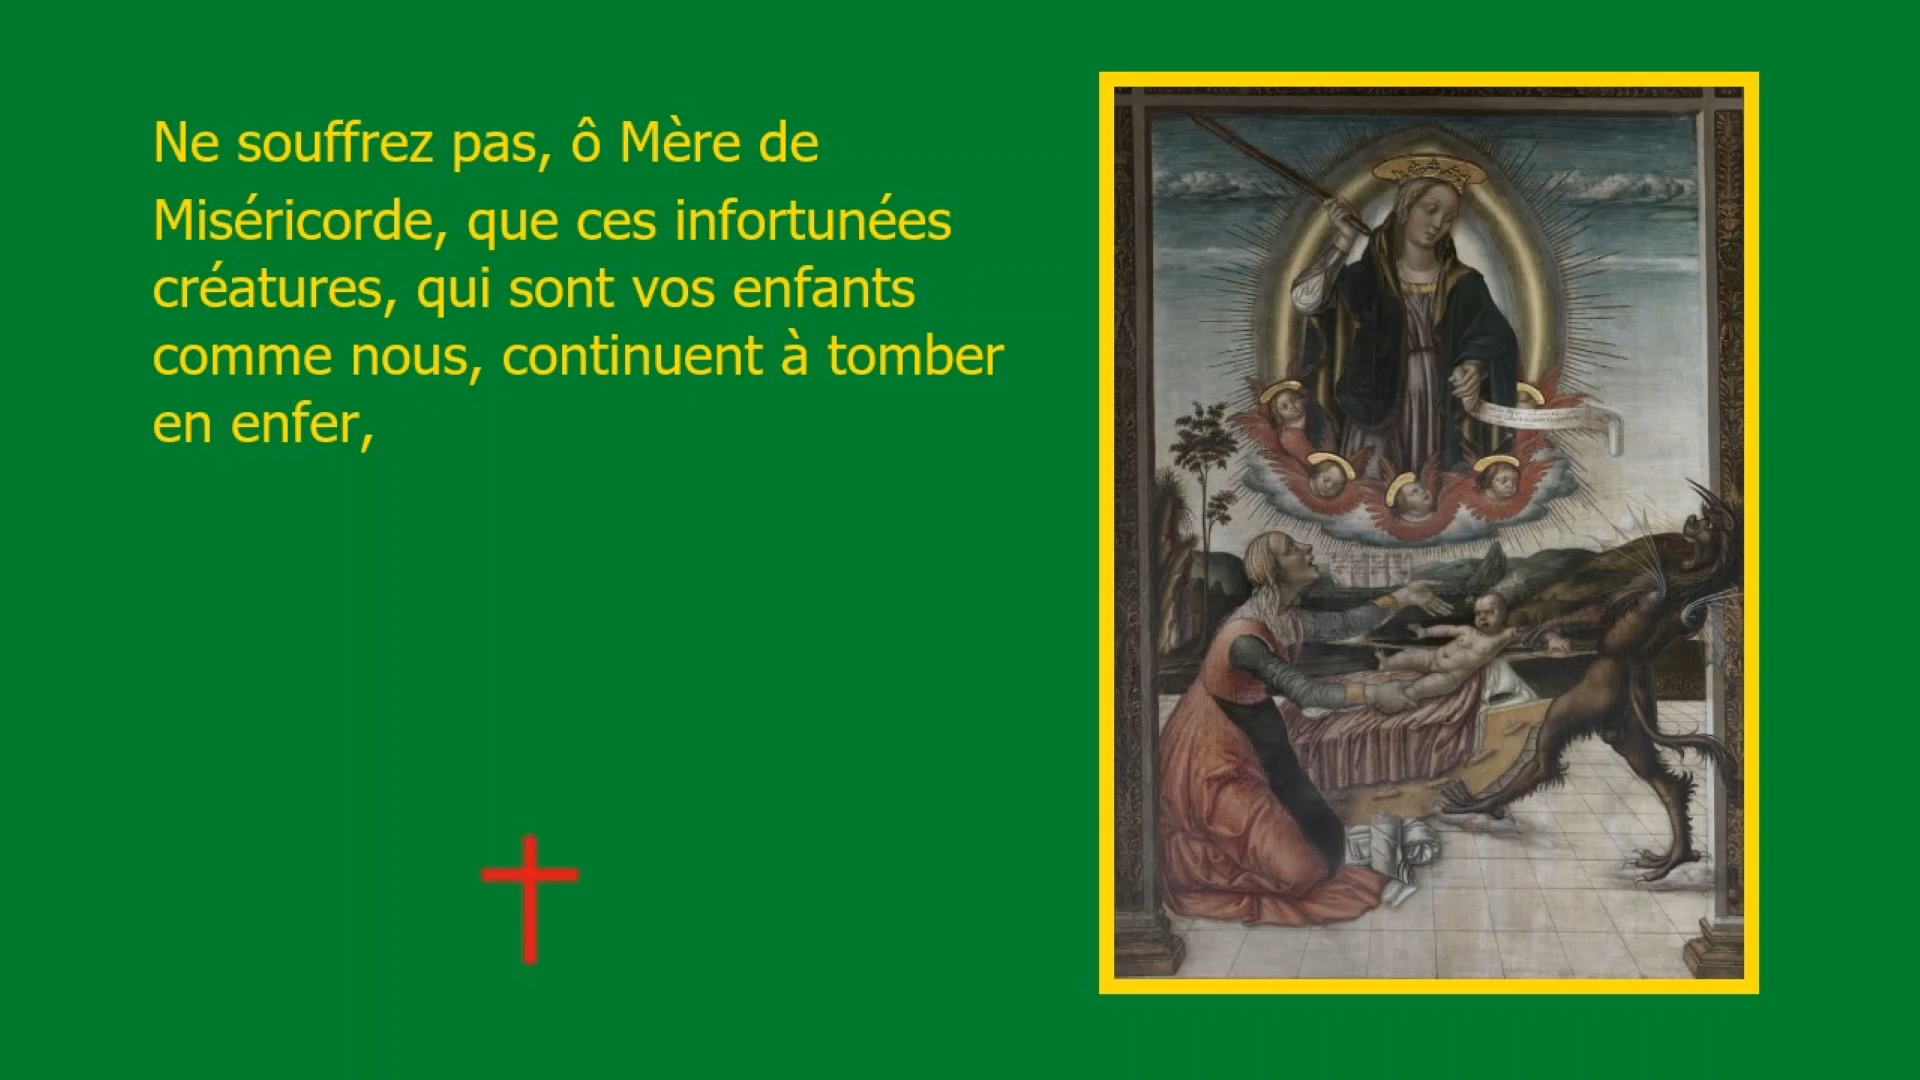 Ne souffrez pas, ô Mère de
Miséricorde, que ces infortunées
créatures, qui sont vos enfants
comme nous, continuent à tomber
en enfer,